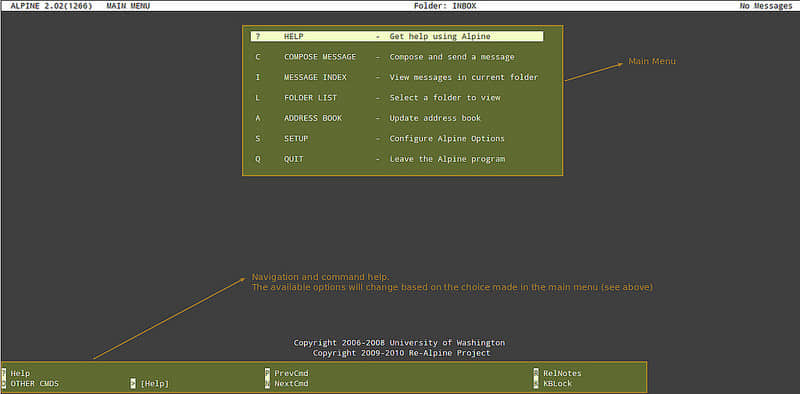 ALPINE 2.02(1266) MAIN MENU Folder: INBOX No Messages
? HELP - Get help using Alpine
C COMPOSE MESSAGE - Compose and send a message
I MESSAGE INDEX - View messages in current folder
L FOLDER LIST - Select a folder to view
A ADDRESS BOOK - Update address book
S SETUP - Configure Alpine Options
Q QUIT - Leave the Alpine program
Main Menu
Navigation and command help.
The available options will change based on the choice made in the main menu (see above)
Copyright 2006-2008 University of Washington
Copyright 2009-2010 Re-Alpine Project
? Help P PrevCmd R RelNotes
O OTHER CMDS > [Help] N NextCmd K KBLock